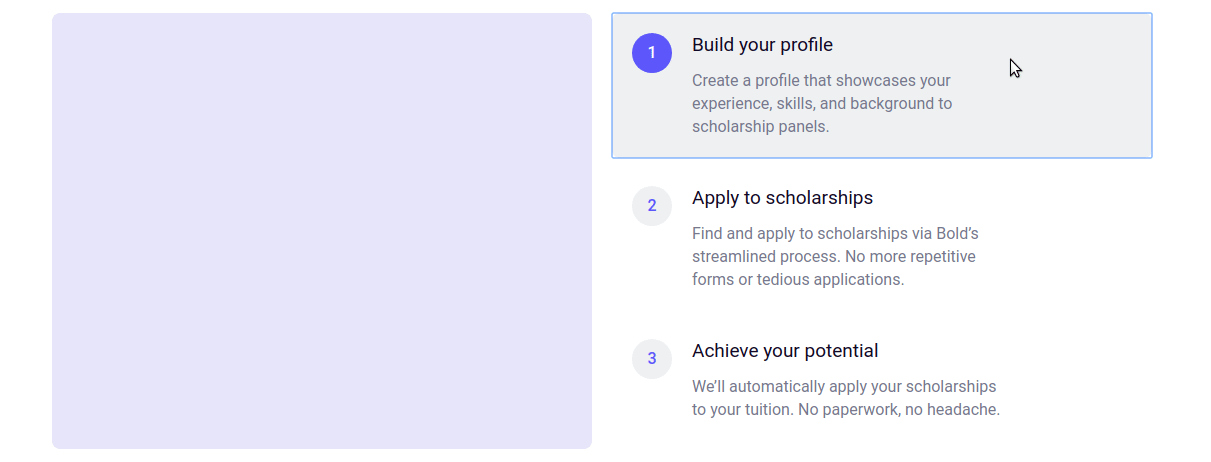 1
Build your profile
Create a profile that showcases your
experience, skills, and background to
scholarship panels.
2
Apply to scholarships
Find and apply to scholarships via Bold’s
streamlined process. No more repetitive
forms or tedious applications.
3
Achieve your potential
We’ll automatically apply your scholarships
to your tuition. No paperwork, no headache.